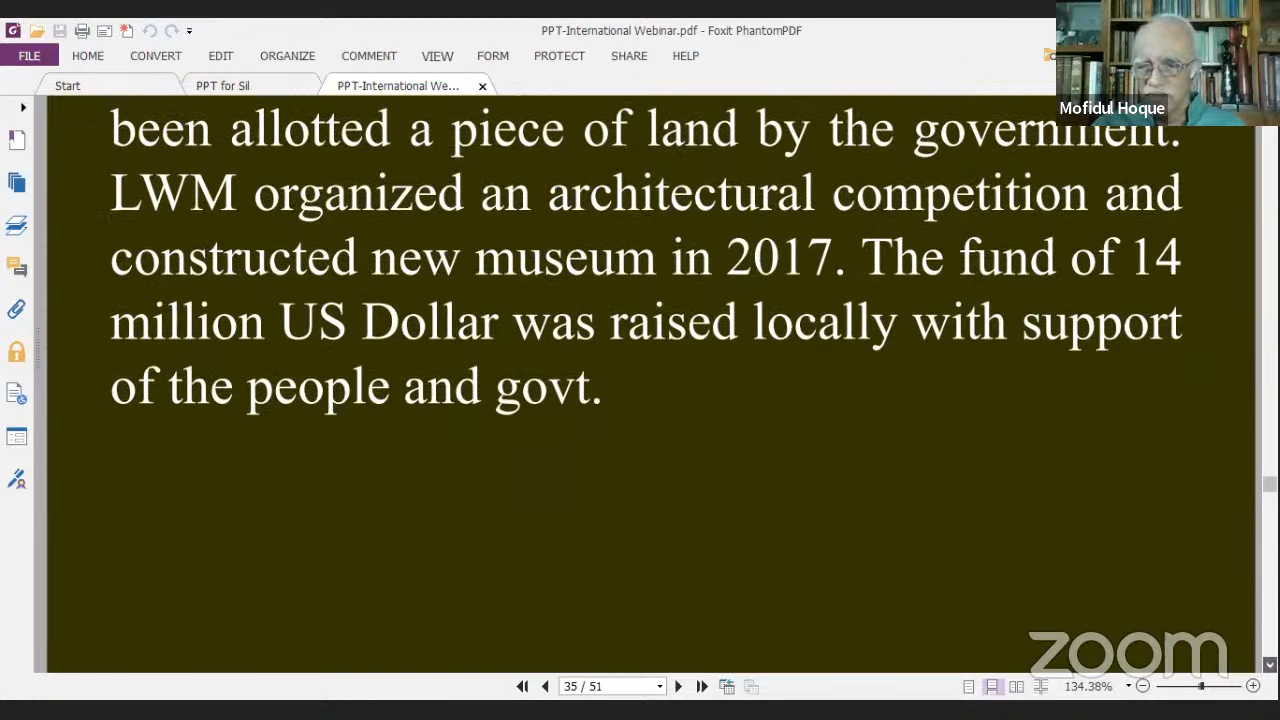 PPT-International Webinar.pdf - Foxit PhantomPDF
FILE HOME CONVERT EDIT ORGANIZE COMMENT VIEW FORM PROTECT SHARE HELP
Start PPT for Sil PPT-International We...
Mofidul Hoque
been allotted a piece of land by the government.
LWM organized an architectural competition and
constructed new museum in 2017. The fund of 14
million US Dollar was raised locally with support
of the people and govt.
zoom
35 / 51 134.38%